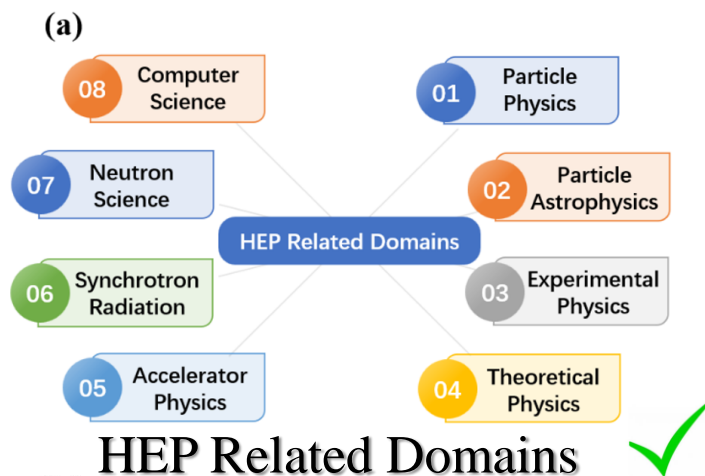 (a)
08
Computer
Science
01
Particle
Physics
07
Neutron
Science
02
Particle
Astrophysics
HEP Related Domains
06
Synchrotron
Radiation
03
Experimental
Physics
05
Accelerator
Physics
04
Theoretical
Physics
HEP Related Domains